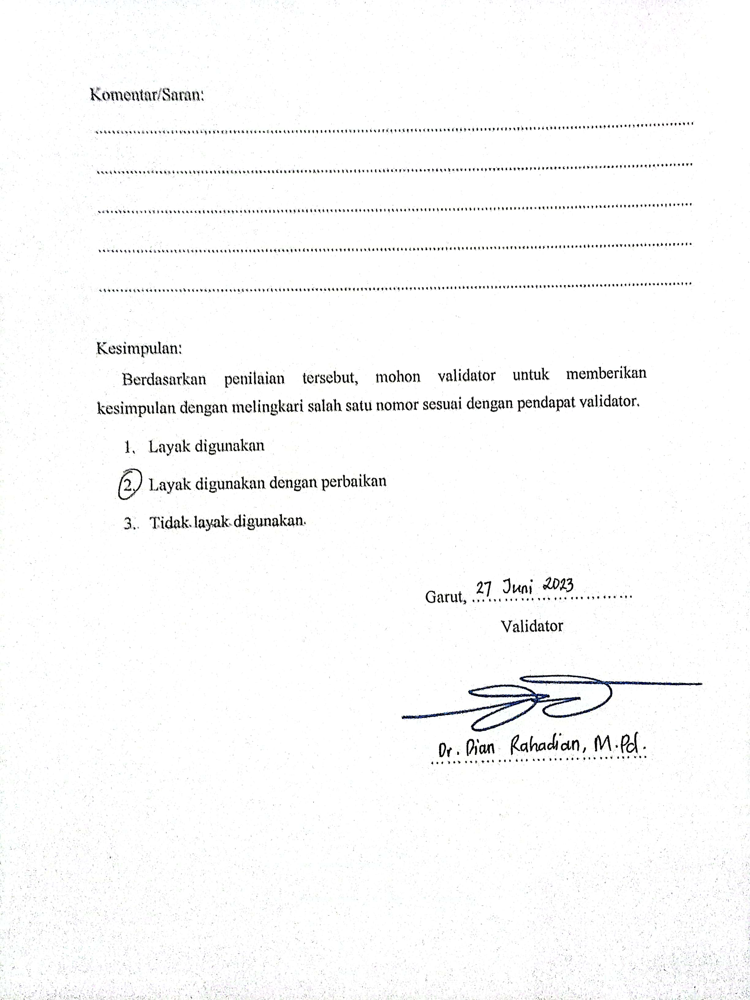 Komentar/Saran:
Kesimpulan:
Berdasarkan penilaian tersebut, mohon validator untuk memberikan
kesimpulan dengan melingkari salah satu nomor sesuai dengan pendapat validator.
1. Layak digunakan
2. Layak digunakan dengan perbaikan
3. Tidak layak digunakan.
Garut, 27 Juni 2023
Validator
Dr. Dian Rahadian, M.Pd.